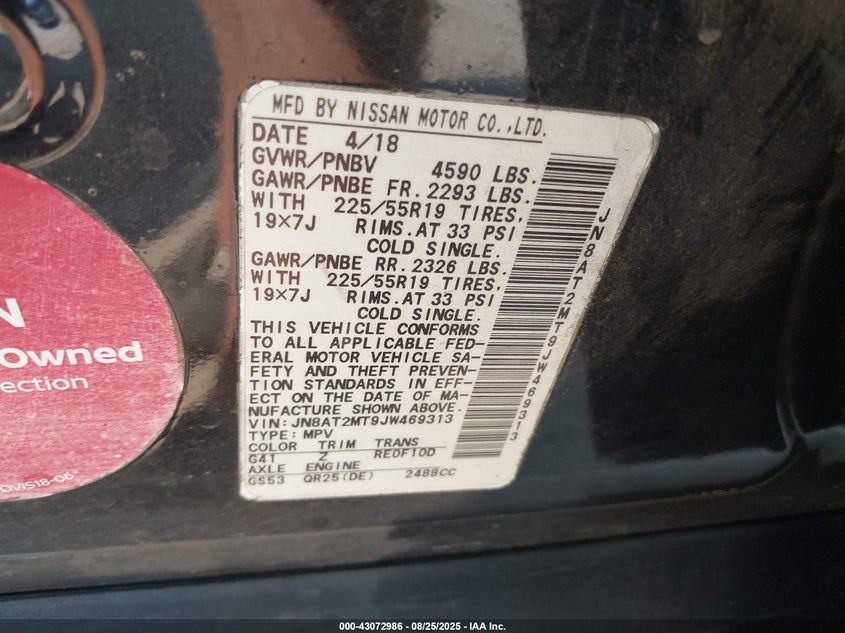 MFD BY NISSAN MOTOR CO.,LTD.
DATE 4/18
GVWR/PNBV 4590 LBS.
GAWR/PNBE FR. 2293 LBS.
WITH 225/55R19 TIRES,
19×7J RIMS.AT 33 PSI
COLD SINGLE.
GAWR/PNBE RR. 2326 LBS.
WITH 225/55R19 TIRES,
19×7J RIMS.AT 33 PSI
COLD SINGLE.
THIS VEHICLE CONFORMS
TO ALL APPLICABLE FED-
ERAL MOTOR VEHICLE SA-
FETY AND THEFT PREVEN-
TION STANDARDS IN EFF-
ECT ON THE DATE OF MA-
NUFACTURE SHOWN ABOVE.
VIN: JN8AT2MT9JW469313
TYPE: MPV
COLOR TRIM TRANS
G41 Z RE0F10D
AXLE ENGINE
GS53 QR25(DE) 2488CC
JN8AT2MT9JW469313
N
Owned
ection
OVIS18-06
000-43072986 - 08/25/2025 - IAA Inc.